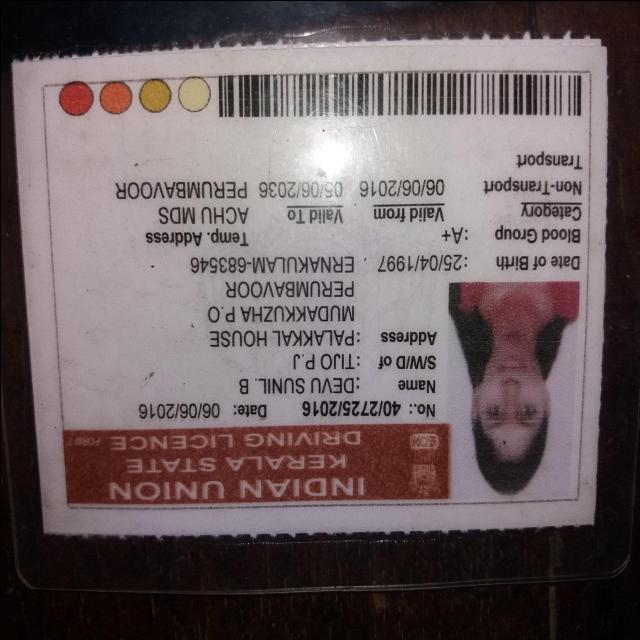 INDIAN UNION
KERALA STATE
DRIVING LICENCE FORM 7
No.: 40/2725/2016 Date: 06/06/2016
Name :DEVU SUNIL B
S/W/D of :TIJO P.J
Address :PALAKKAL HOUSE
MUDAKKUZHA P.O
PERUMBAVOOR
ERNAKULAM-683546
Date of Birth :25/04/1997
Blood Group :A+ Temp. Address
Category Valid from Valid To ACHU MDS
Non-Transport 06/06/2016 05/06/2036 PERUMBAVOOR
Transport